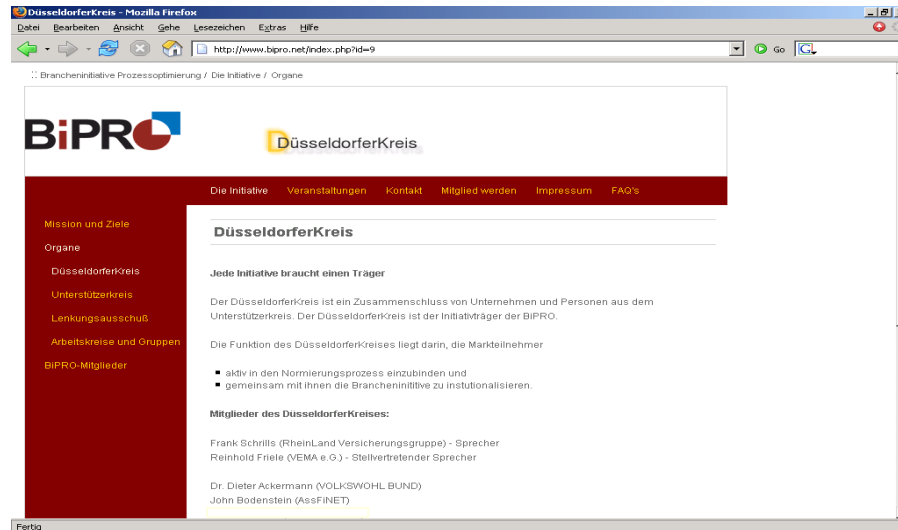 DüsseldorferKreis - Mozilla Firefox
Datei Bearbeiten Ansicht Gehe Lesezeichen Extras Hilfe
http://www.bipro.net/index.php?id=9 Go G
:: Brancheninitiative Prozessoptimierung / Die Initiative / Organe
BiPRO
DüsseldorferKreis
Die Initiative Veranstaltungen Kontakt Mitglied werden Impressum FAQ's
Mission und Ziele
Organe
DüsseldorferKreis
Unterstützerkreis
Lenkungsausschuß
Arbeitskreise und Gruppen
BiPRO-Mitglieder
DüsseldorferKreis
Jede Initiative braucht einen Träger
Der DüsseldorferKreis ist ein Zusammenschluss von Unternehmen und Personen aus dem
Unterstützerkreis. Der DüsseldorferKreis ist der Initiativträger der BiPRO.
Die Funktion des DüsseldorferKreises liegt darin, die Markteilnehmer
aktiv in den Normierungsprozess einzubinden und
gemeinsam mit ihnen die Brancheninititive zu instutionalisieren.
Mitglieder des DüsseldorferKreises:
Frank Schrills (RheinLand Versicherungsgruppe) - Sprecher
Reinhold Friele (VEMA e.G.) - Stellvertretender Sprecher
Dr. Dieter Ackermann (VOLKSWOHL BUND)
John Bodenstein (AssFiNET)
Fertig